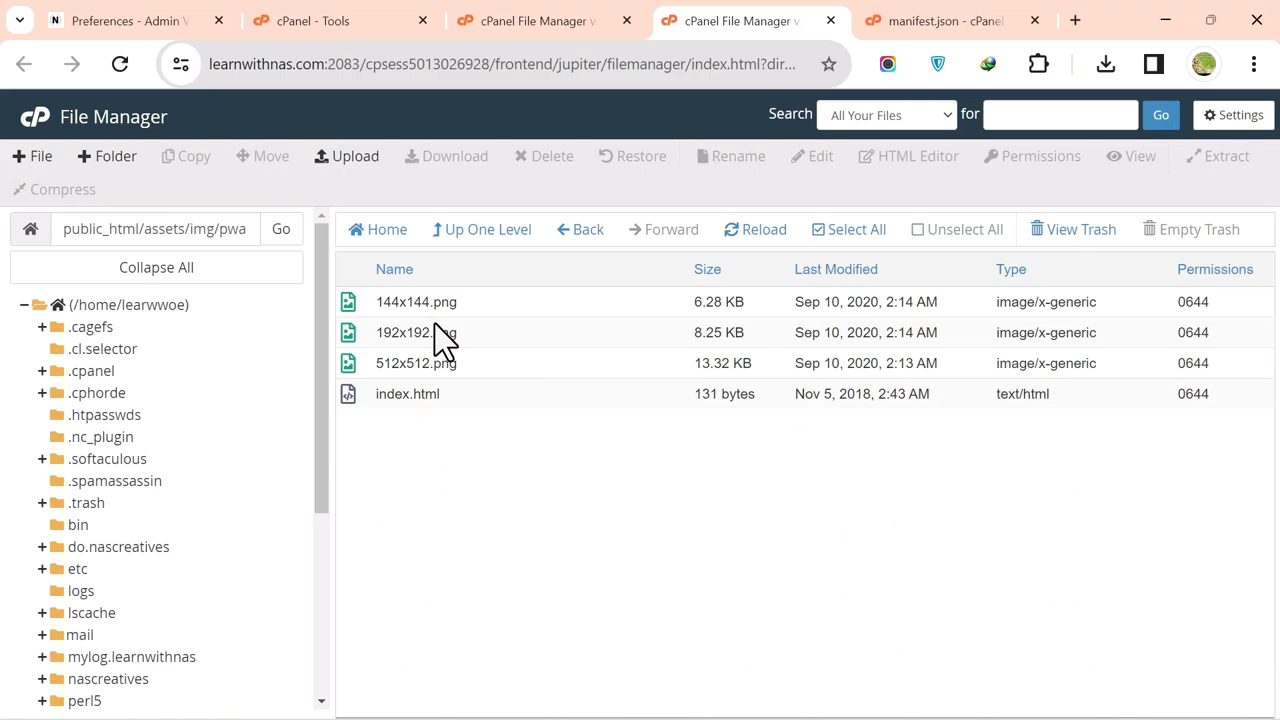 Preferences - Admin
cPanel - Tools
cPanel File Manager v
cPanel File Manager v
manifest.json - cPanel
learnwithnas.com:2083/cpsess5013026928/frontend/jupiter/filemanager/index.html?dir...
cP File Manager
Search All Your Files for Go Settings
File Folder Copy Move Upload Download Delete Restore Rename Edit HTML Editor Permissions View Extract
Compress
public_html/assets/img/pwa Go
Home Up One Level Back Forward Reload Select All Unselect All View Trash Empty Trash
Collapse All
Name Size Last Modified Type Permissions
144x144.png 6.28 KB Sep 10, 2020, 2:14 AM image/x-generic 0644
192x192.png 8.25 KB Sep 10, 2020, 2:14 AM image/x-generic 0644
512x512.png 13.32 KB Sep 10, 2020, 2:13 AM image/x-generic 0644
index.html 131 bytes Nov 5, 2018, 2:43 AM text/html 0644
(/home/learwwoe)
.cagefs
.cl.selector
.cpanel
.cphorde
.htpasswds
.nc_plugin
.softaculous
.spamassassin
.trash
bin
do.nascreatives
etc
logs
lscache
mail
mylog.learnwithnas
nascreatives
perl5